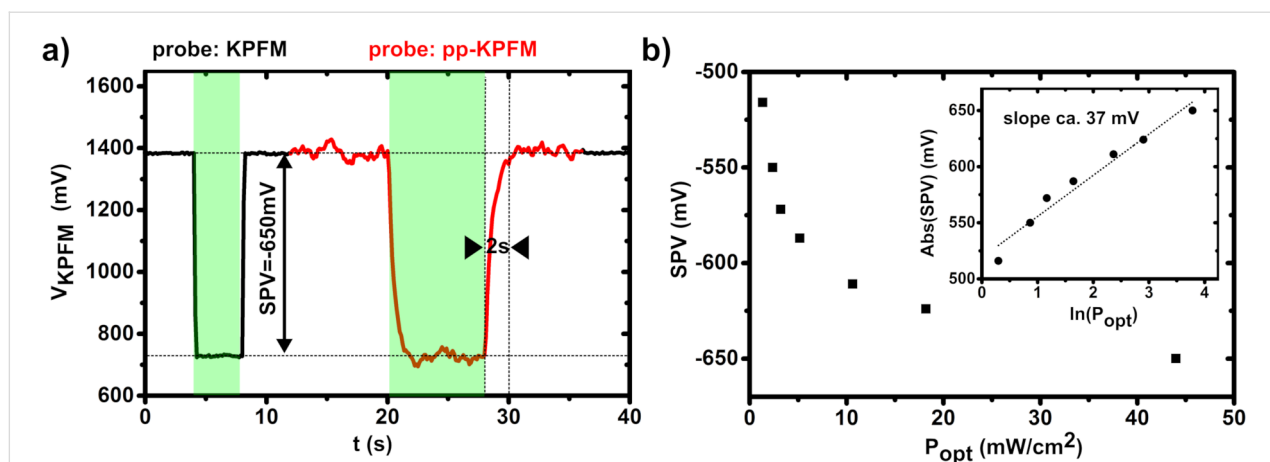 a)
probe: KPFM
probe: pp-KPFM
1600
1400
1200
1000
800
600
V_KPFM (mV)
SPV=-650mV
2s
0
10
20
30
40
t (s)
b)
-500
-550
-600
-650
SPV (mV)
0
10
20
30
40
50
P_opt (mW/cm²)
slope ca. 37 mV
650
600
550
500
Abs(SPV) (mV)
0
1
2
3
4
ln(P_opt)